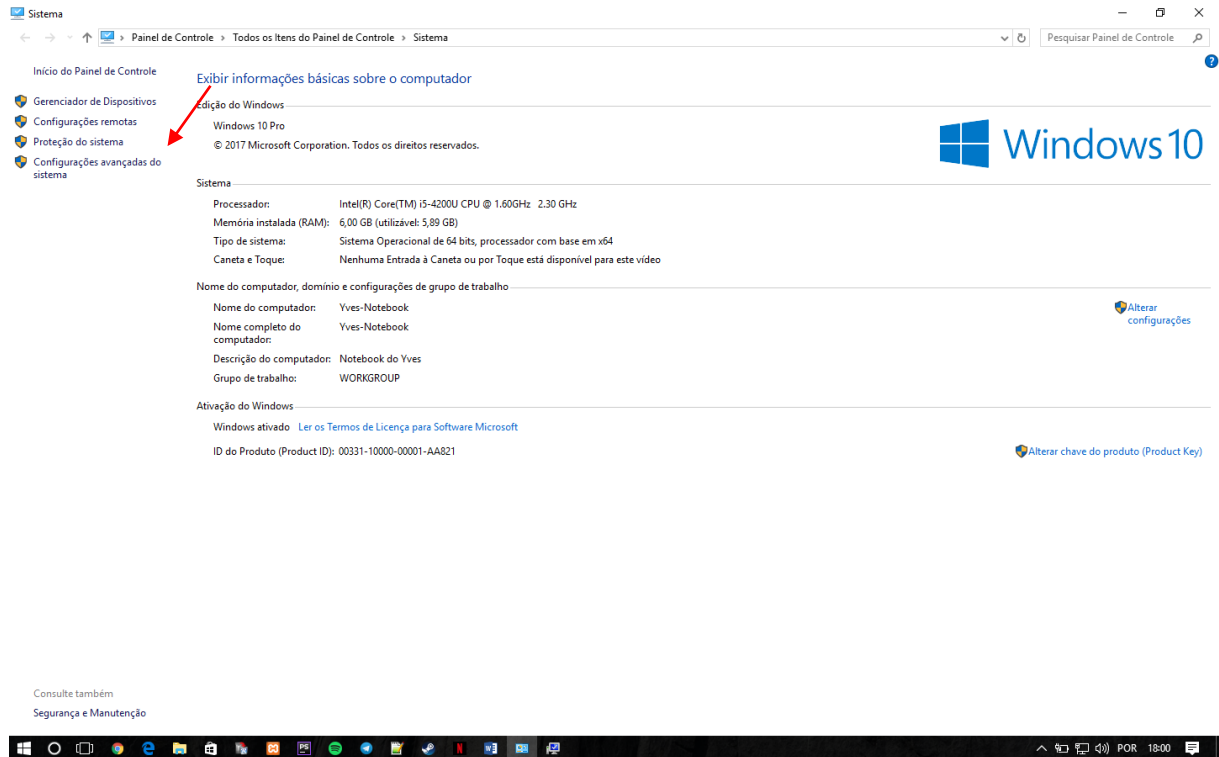 Sistema
Painel de Controle > Todos os Itens do Painel de Controle > Sistema
Pesquisar Painel de Controle
Início do Painel de Controle
Gerenciador de Dispositivos
Configurações remotas
Proteção do sistema
Configurações avançadas do
sistema
Exibir informações básicas sobre o computador
Edição do Windows
Windows 10 Pro
© 2017 Microsoft Corporation. Todos os direitos reservados.
Windows 10
Sistema
Processador: Intel(R) Core(TM) i5-4200U CPU @ 1.60GHz 2.30 GHz
Memória instalada (RAM): 6,00 GB (utilizável: 5,89 GB)
Tipo de sistema: Sistema Operacional de 64 bits, processador com base em x64
Caneta e Toque: Nenhuma Entrada à Caneta ou por Toque está disponível para este vídeo
Nome do computador, domínio e configurações de grupo de trabalho
Nome do computador: Yves-Notebook
Alterar
configurações
Nome completo do
computador: Yves-Notebook
Descrição do computador: Notebook do Yves
Grupo de trabalho: WORKGROUP
Ativação do Windows
Windows ativado Ler os Termos de Licença para Software Microsoft
ID do Produto (Product ID): 00331-10000-00001-AA821
Alterar chave do produto (Product Key)
Consulte também
Segurança e Manutenção
POR 18:00